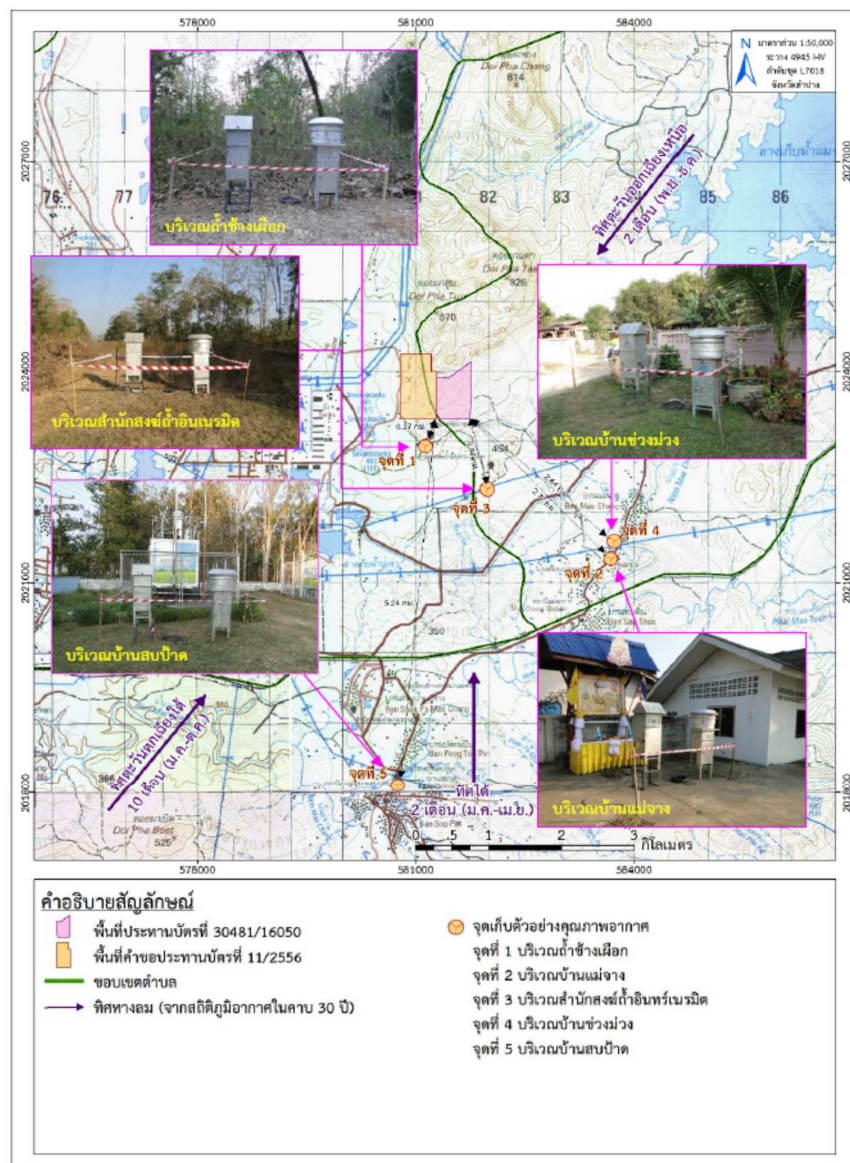 578000
581000
584000
N
มาตราส่วน 1:50,000
ระวาง 4945 I-IV
ลำดับชุด L7018
จังหวัดลำปาง
Doi Pha Chang
814
2027000
2027000
76
77
82
83
84
85
86
ทิศตะวันออกเฉียงเหนือ
2 เดือน (พ.ย.-ธ.ค.)
บริเวณถ้ำช้างเผือก
Doi Pha Tum
670
บริเวณสำนักสงฆ์ถ้ำอินเนรมิต
บริเวณบ้านช่วงม่วง
2024000
2024000
0.27 กม.
จุดที่ 1
จุดที่ 3
จุดที่ 4
จุดที่ 2
2021000
2021000
5.24 กม.
350
บริเวณบ้านสบป้าด
บริเวณบ้านแม่จาง
ทิศตะวันตกเฉียงใต้
10 เดือน (ม.ค.-ต.ค.)
จุดที่ 5
ทิศใต้
2 เดือน (ม.ค.-เม.ย.)
2018000
2018000
Doi Pha Boet
525
Ban Sop Pat
0 .5 1 2 3
กิโลเมตร
578000
581000
584000
คำอธิบายสัญลักษณ์
พื้นที่ประทานบัตรที่ 30481/16050
พื้นที่คำขอประทานบัตรที่ 11/2556
ขอบเขตตำบล
ทิศทางลม (จากสถิติภูมิอากาศในคาบ 30 ปี)
จุดเก็บตัวอย่างคุณภาพอากาศ
จุดที่ 1 บริเวณถ้ำช้างเผือก
จุดที่ 2 บริเวณบ้านแม่จาง
จุดที่ 3 บริเวณสำนักสงฆ์ถ้ำอินทร์เนรมิต
จุดที่ 4 บริเวณบ้านช่วงม่วง
จุดที่ 5 บริเวณบ้านสบป้าด